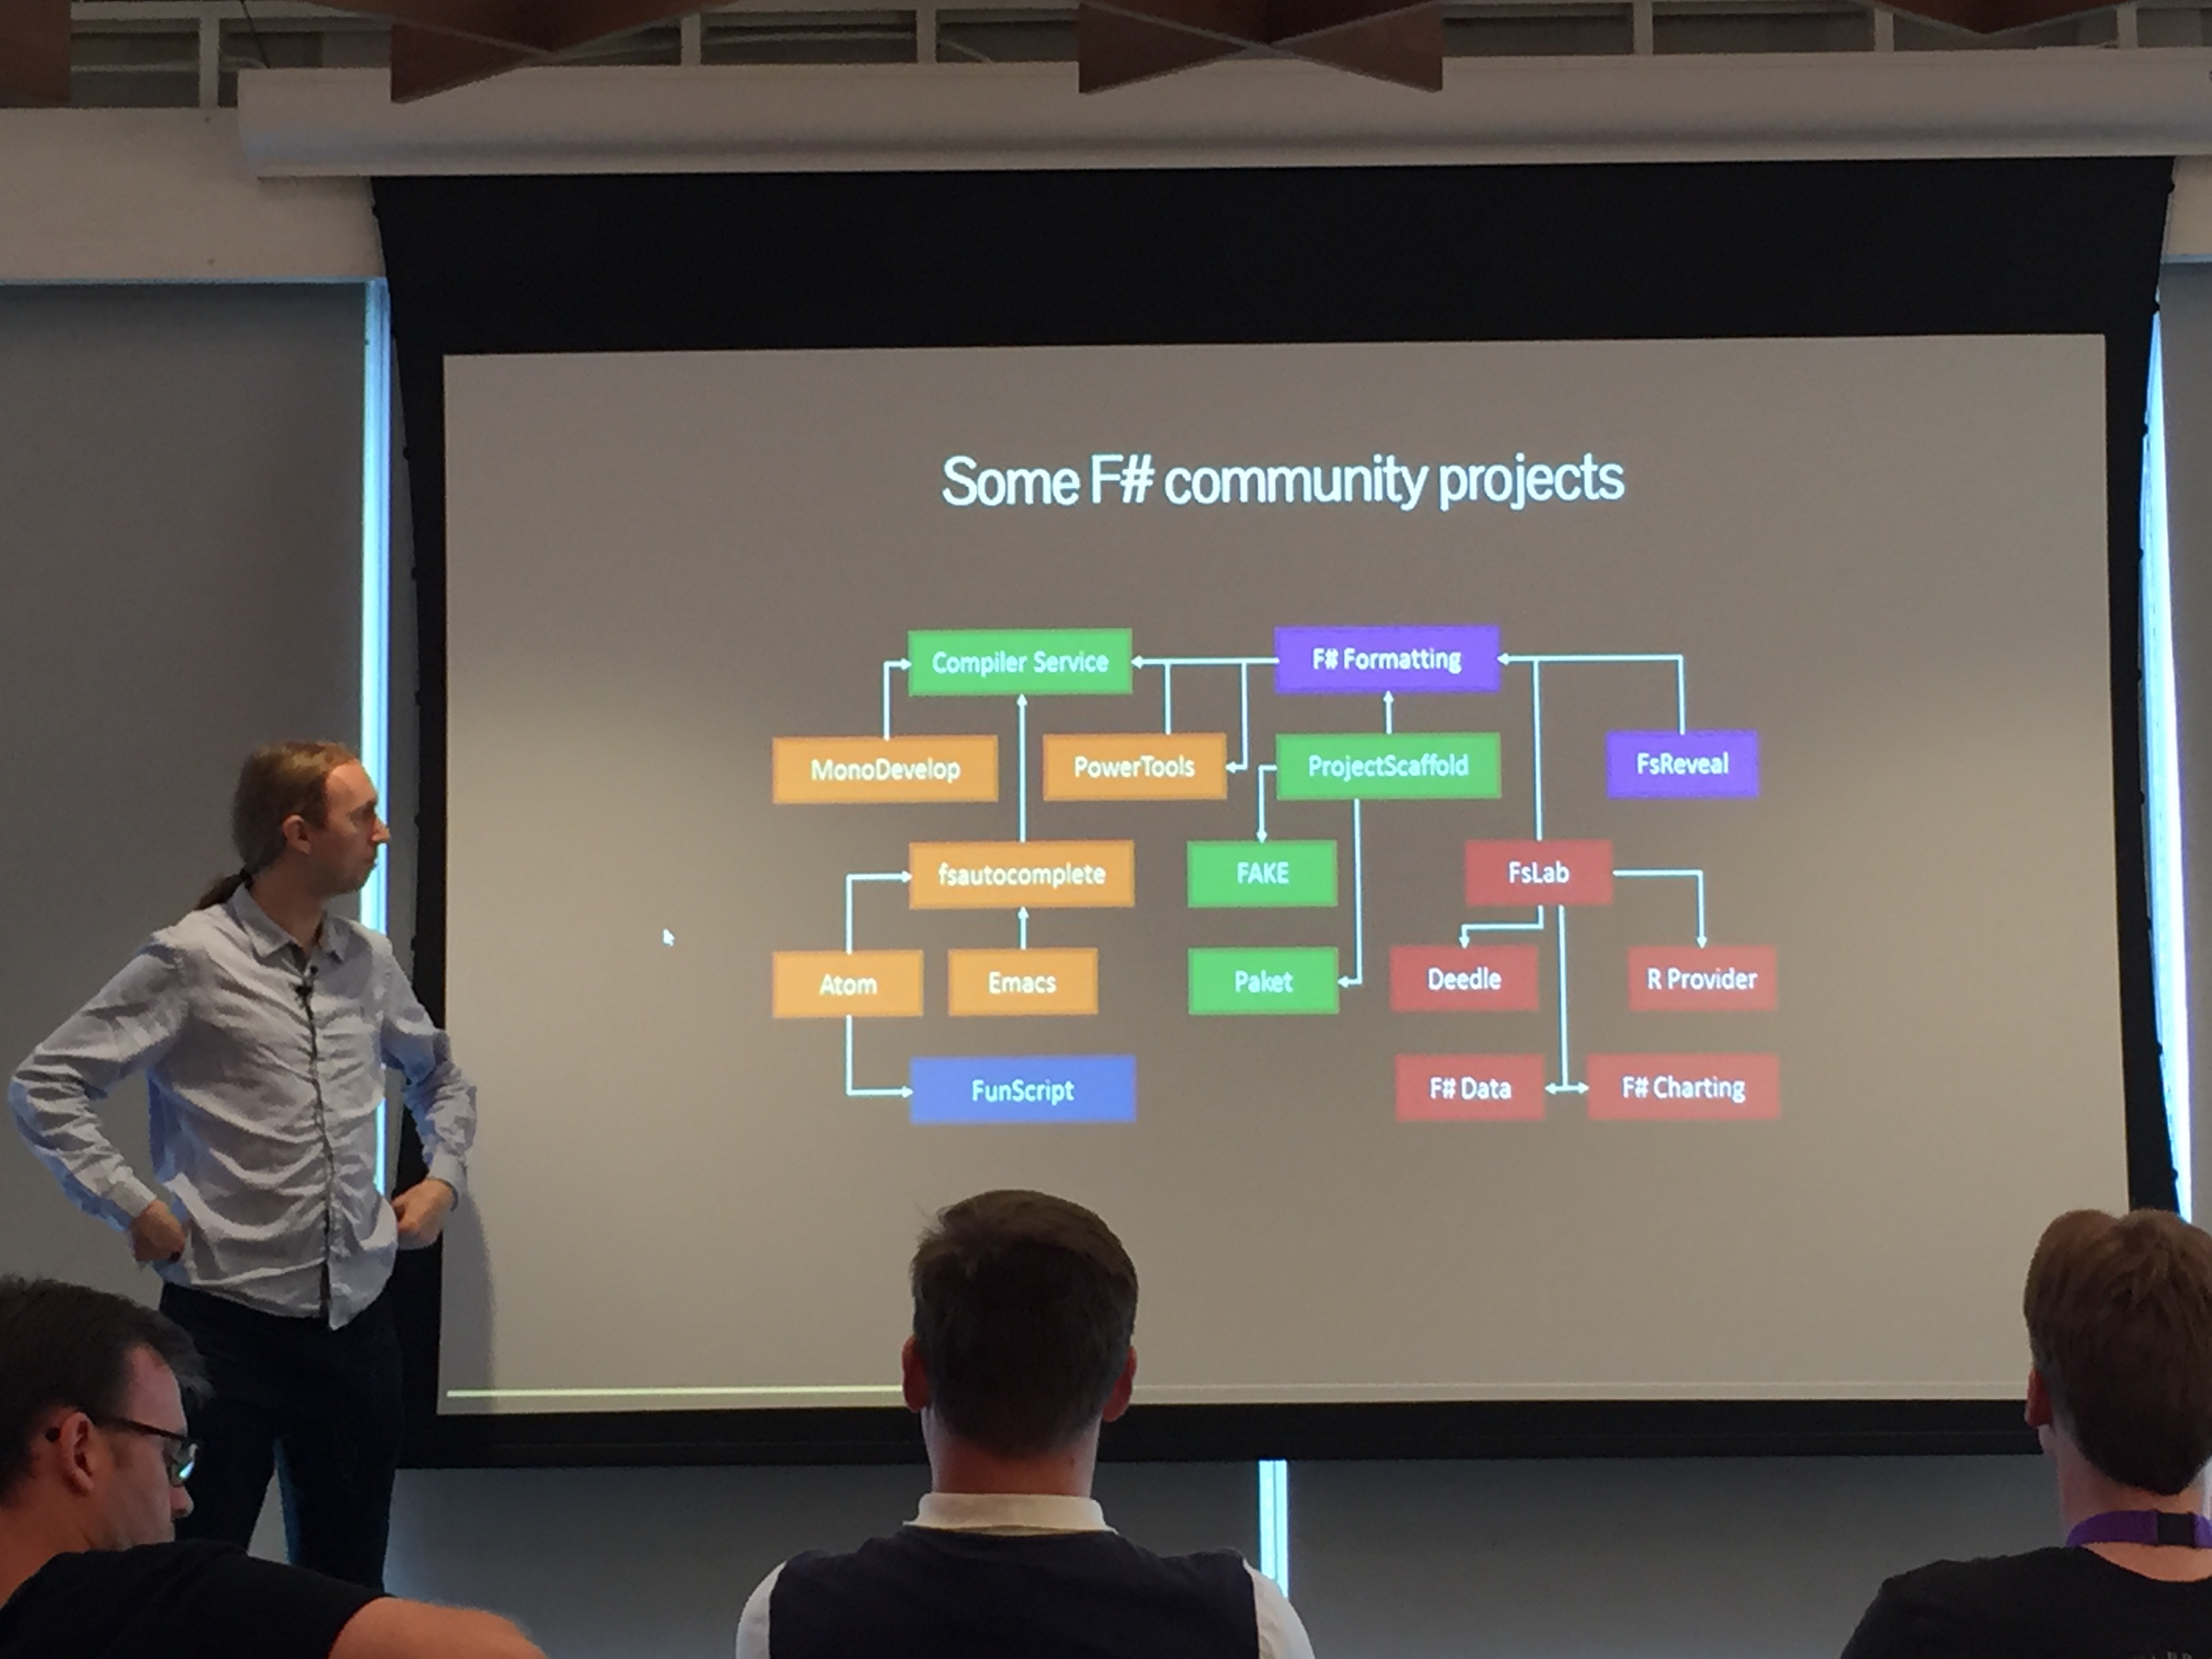 Some F# community projects
Compiler Service
F# Formatting
MonoDevelop
PowerTools
ProjectScaffold
FsReveal
fsautocomplete
FAKE
FsLab
Atom
Emacs
Paket
Deedle
R Provider
FunScript
F# Data
F# Charting